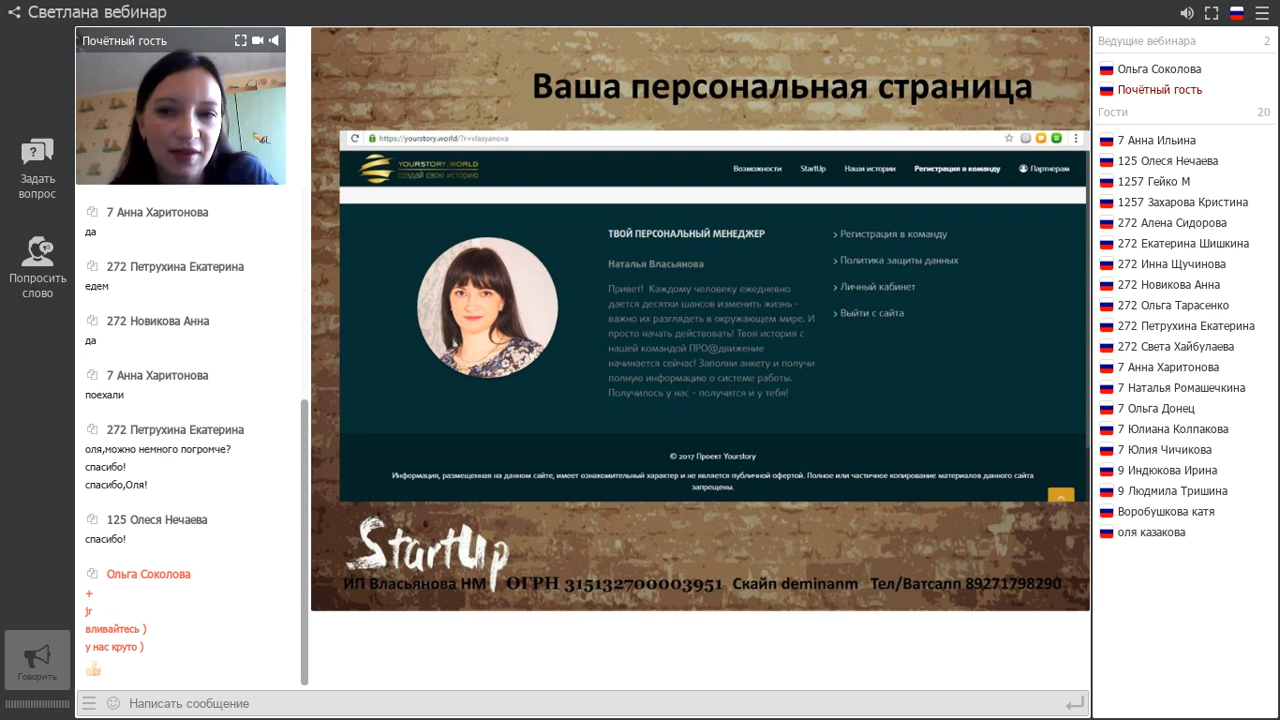 Светлана вебинар
Почётный гость
Задать
вопрос
Попросить
слово
Говорить
7 Анна Харитонова
да
272 Петрухина Екатерина
едем
272 Новикова Анна
да
7 Анна Харитонова
поехали
272 Петрухина Екатерина
оля,можно немного погромче?
спасибо!
спасибо,Оля!
125 Олеся Нечаева
спасибо!
Ольга Соколова
+
jr
вливайтесь )
у нас круто )
Написать сообщение
Ваша персональная страница
https://yourstory.world/?r=vlasyanova
YOURSTORY.WORLD
создай свою историю
Возможности StartUp Наши истории Регистрация в команду Партнерам
ТВОЙ ПЕРСОНАЛЬНЫЙ МЕНЕДЖЕР
Наталья Власьянова
Привет! Каждому человеку ежедневно
дается десятки шансов изменить жизнь -
важно их разглядеть в окружающем мире. И
просто начать действовать! Твоя история с
нашей командой ПРО@движение
начинается сейчас! Заполни анкету и получи
полную информацию о системе работы.
Получилось у нас - получится и у тебя!
Регистрация в команду
Политика защиты данных
Личный кабинет
Выйти с сайта
© 2017 Проект Yourstory
Информация, размещенная на данном сайте, имеет ознакомительный характер и не является публичной офертой. Полное или частичное копирование материалов данного сайта
запрещены.
StartUp
ИП Власьянова НМ ОГРН 315132700003951 Скайп deminanm Тел/Ватсапп 89271798290
Ведущие вебинара 2
Ольга Соколова
Почётный гость
Гости 20
7 Анна Ильина
125 Олеся Нечаева
1257 Гейко М
1257 Захарова Кристина
272 Алена Сидорова
272 Екатерина Шишкина
272 Инна Щучинова
272 Новикова Анна
272 Ольга Тарасенко
272 Петрухина Екатерина
272 Света Хайбулаева
7 Анна Харитонова
7 Наталья Ромашечкина
7 Ольга Донец
7 Юлиана Колпакова
7 Юлия Чичикова
9 Индюкова Ирина
9 Людмила Тришина
Воробушкова катя
оля казакова